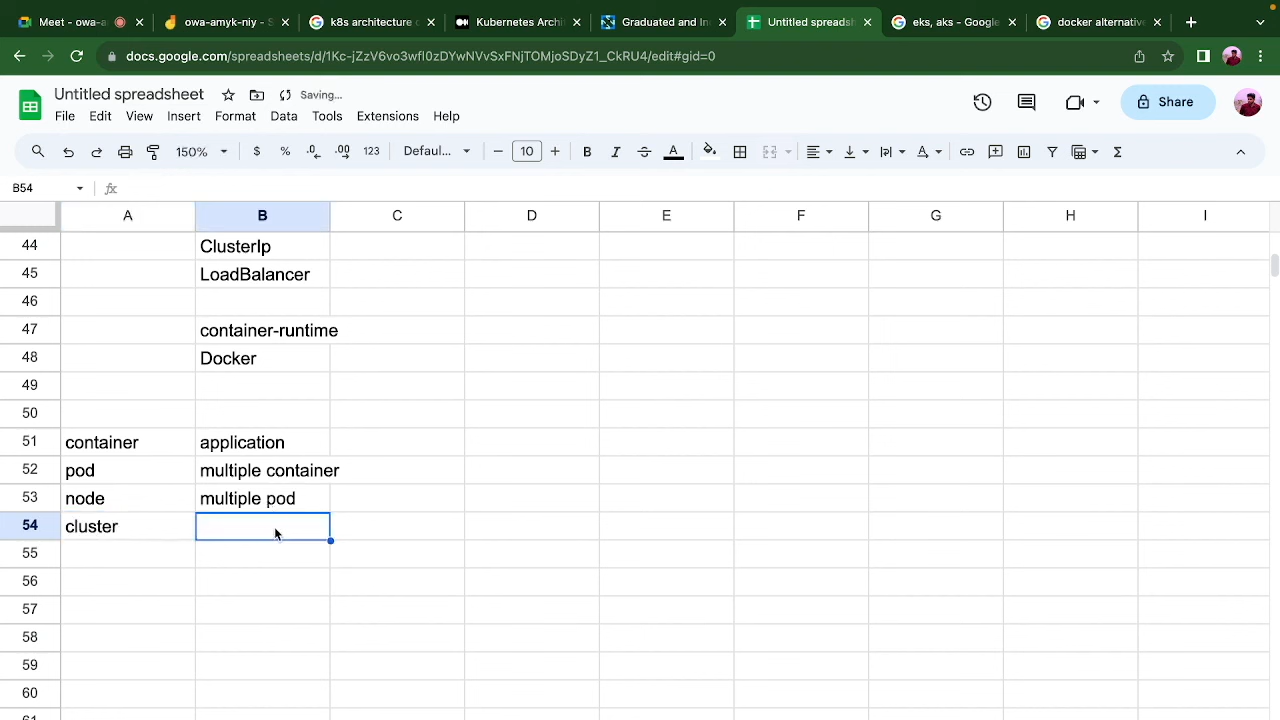 Meet – owa-a
owa-amyk-niy - S
k8s architecture
Kubernetes Archi
Graduated and In
Untitled spreadsh
eks, aks - Google
docker alternative
docs.google.com/spreadsheets/d/1Kc-jZzV6vo3wfl0zDYwNVvSxFNjTOMjoSDyZ1_CkRU4/edit#gid=0
Untitled spreadsheet
Saving...
Share
File Edit View Insert Format Data Tools Extensions Help
150% $ % .0 .00 123 Defaul... 10 B I S A Σ
B54 fx
A B C D E F G H I
44 ClusterIp
45 LoadBalancer
46
47 container-runtime
48 Docker
49
50
51 container application
52 pod multiple container
53 node multiple pod
54 cluster
55
56
57
58
59
60
61